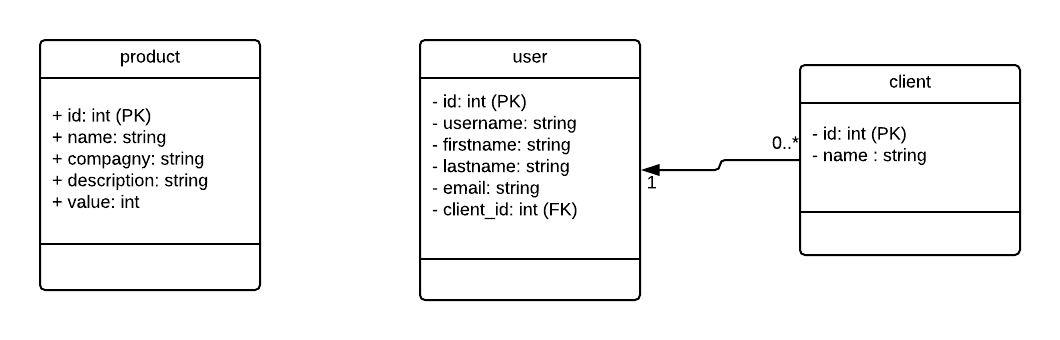 product
+ id: int (PK)
+ name: string
+ compagny: string
+ description: string
+ value: int
user
- id: int (PK)
- username: string
- firstname: string
- lastname: string
- email: string
- client_id: int (FK)
1
0..*
client
- id: int (PK)
- name : string